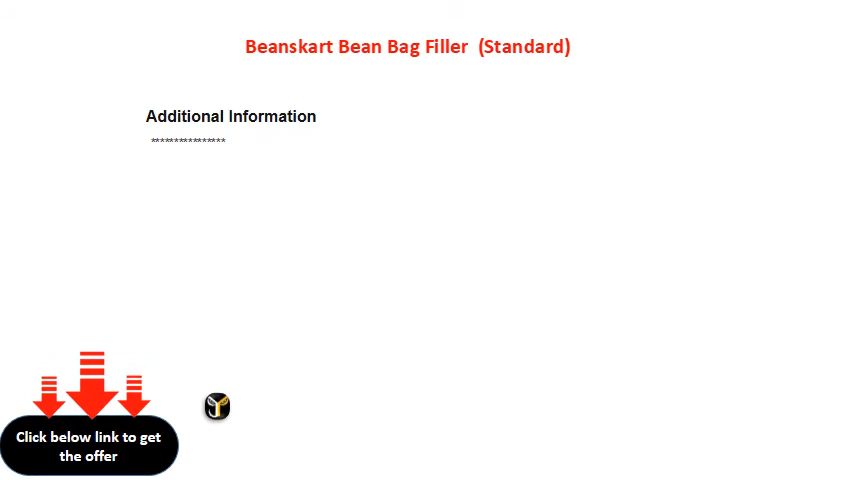 Beanskart Bean Bag Filler (Standard)
Additional Information
****************
Click below link to get
the offer